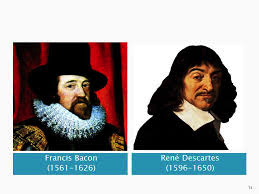 Francis Bacon
(1561-1626)
René Descartes
(1596-1650)